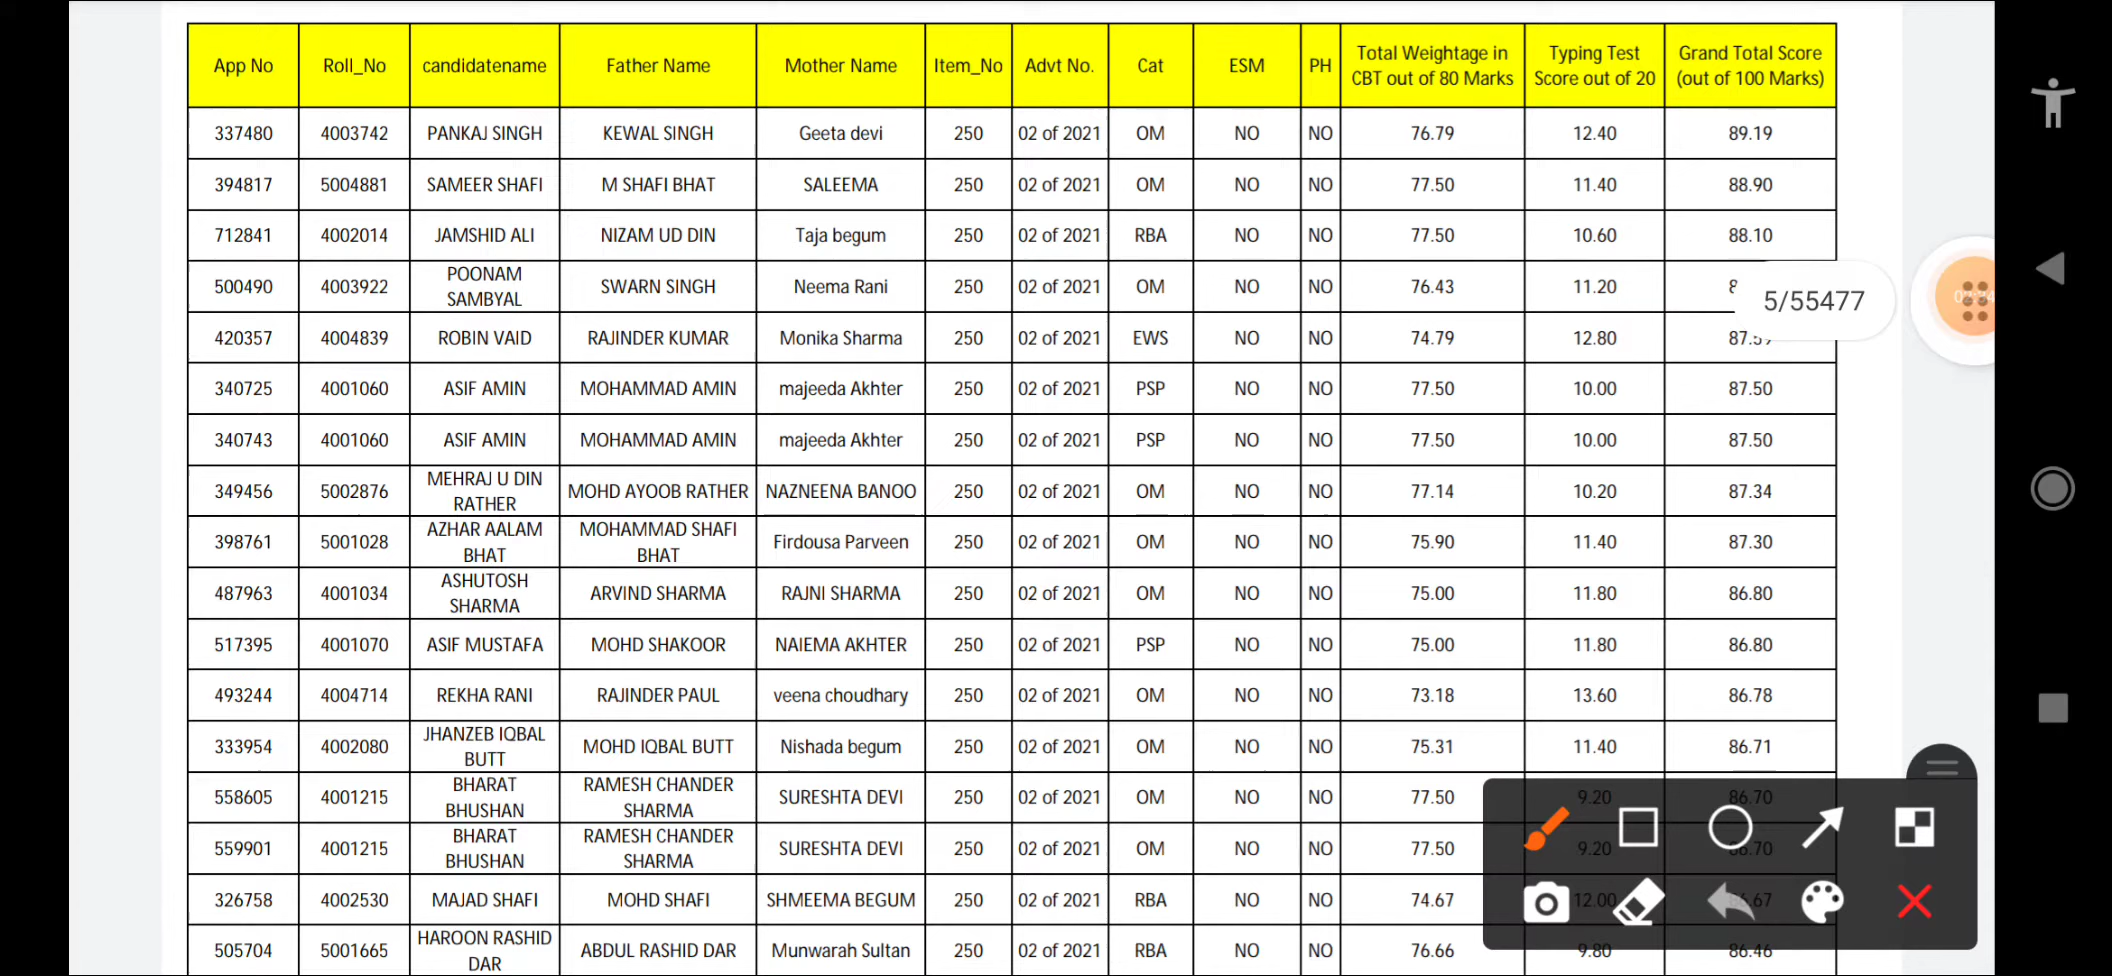 App No Roll_No candidatename Father Name Mother Name Item_No Advt No. Cat ESM PH Total Weightage in CBT out of 80 Marks Typing Test Score out of 20 Grand Total Score (out of 100 Marks)
337480 4003742 PANKAJ SINGH KEWAL SINGH Geeta devi 250 02 of 2021 OM NO NO 76.79 12.40 89.19
394817 5004881 SAMEER SHAFI M SHAFI BHAT SALEEMA 250 02 of 2021 OM NO NO 77.50 11.40 88.90
712841 4002014 JAMSHID ALI NIZAM UD DIN Taja begum 250 02 of 2021 RBA NO NO 77.50 10.60 88.10
500490 4003922 POONAM SAMBYAL SWARN SINGH Neema Rani 250 02 of 2021 OM NO NO 76.43 11.20
5/55477
420357 4004839 ROBIN VAID RAJINDER KUMAR Monika Sharma 250 02 of 2021 EWS NO NO 74.79 12.80
340725 4001060 ASIF AMIN MOHAMMAD AMIN majeeda Akhter 250 02 of 2021 PSP NO NO 77.50 10.00 87.50
340743 4001060 ASIF AMIN MOHAMMAD AMIN majeeda Akhter 250 02 of 2021 PSP NO NO 77.50 10.00 87.50
349456 5002876 MEHRAJ U DIN RATHER MOHD AYOOB RATHER NAZNEENA BANOO 250 02 of 2021 OM NO NO 77.14 10.20 87.34
398761 5001028 AZHAR AALAM BHAT MOHAMMAD SHAFI BHAT Firdousa Parveen 250 02 of 2021 OM NO NO 75.90 11.40 87.30
487963 4001034 ASHUTOSH SHARMA ARVIND SHARMA RAJNI SHARMA 250 02 of 2021 OM NO NO 75.00 11.80 86.80
517395 4001070 ASIF MUSTAFA MOHD SHAKOOR NAIEMA AKHTER 250 02 of 2021 PSP NO NO 75.00 11.80 86.80
493244 4004714 REKHA RANI RAJINDER PAUL veena choudhary 250 02 of 2021 OM NO NO 73.18 13.60 86.78
333954 4002080 JHANZEB IQBAL BUTT MOHD IQBAL BUTT Nishada begum 250 02 of 2021 OM NO NO 75.31 11.40 86.71
558605 4001215 BHARAT BHUSHAN RAMESH CHANDER SHARMA SURESHTA DEVI 250 02 of 2021 OM NO NO 77.50 9.20 86.70
559901 4001215 BHARAT BHUSHAN RAMESH CHANDER SHARMA SURESHTA DEVI 250 02 of 2021 OM NO NO 77.50 9.20 86.70
326758 4002530 MAJAD SHAFI MOHD SHAFI SHMEEMA BEGUM 250 02 of 2021 RBA NO NO 74.67 12.00
505704 5001665 HAROON RASHID DAR ABDUL RASHID DAR Munwarah Sultan 250 02 of 2021 RBA NO NO 76.66 9.80 86.46